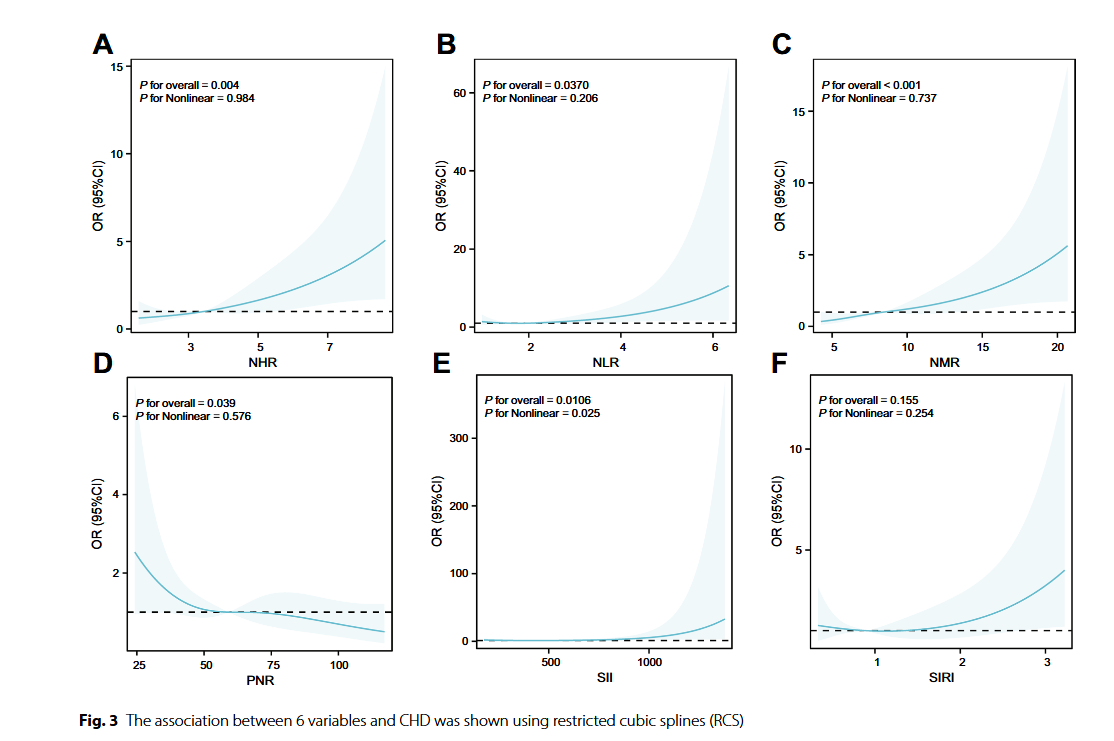 A
P for overall = 0.004
P for Nonlinear = 0.984
15
10
5
0
OR (95%CI)
3
5
7
NHR
B
P for overall = 0.0370
P for Nonlinear = 0.206
60
40
20
0
OR (95%CI)
2
4
6
NLR
C
P for overall < 0.001
P for Nonlinear = 0.737
15
10
5
0
OR (95%CI)
5
10
15
20
NMR
D
P for overall = 0.039
P for Nonlinear = 0.576
6
4
2
OR (95%CI)
25
50
75
100
PNR
E
P for overall = 0.0106
P for Nonlinear = 0.025
300
200
100
0
OR (95%CI)
500
1000
SII
F
P for overall = 0.155
P for Nonlinear = 0.254
10
5
OR (95%CI)
1
2
3
SIRI
Fig. 3 The association between 6 variables and CHD was shown using restricted cubic splines (RCS)